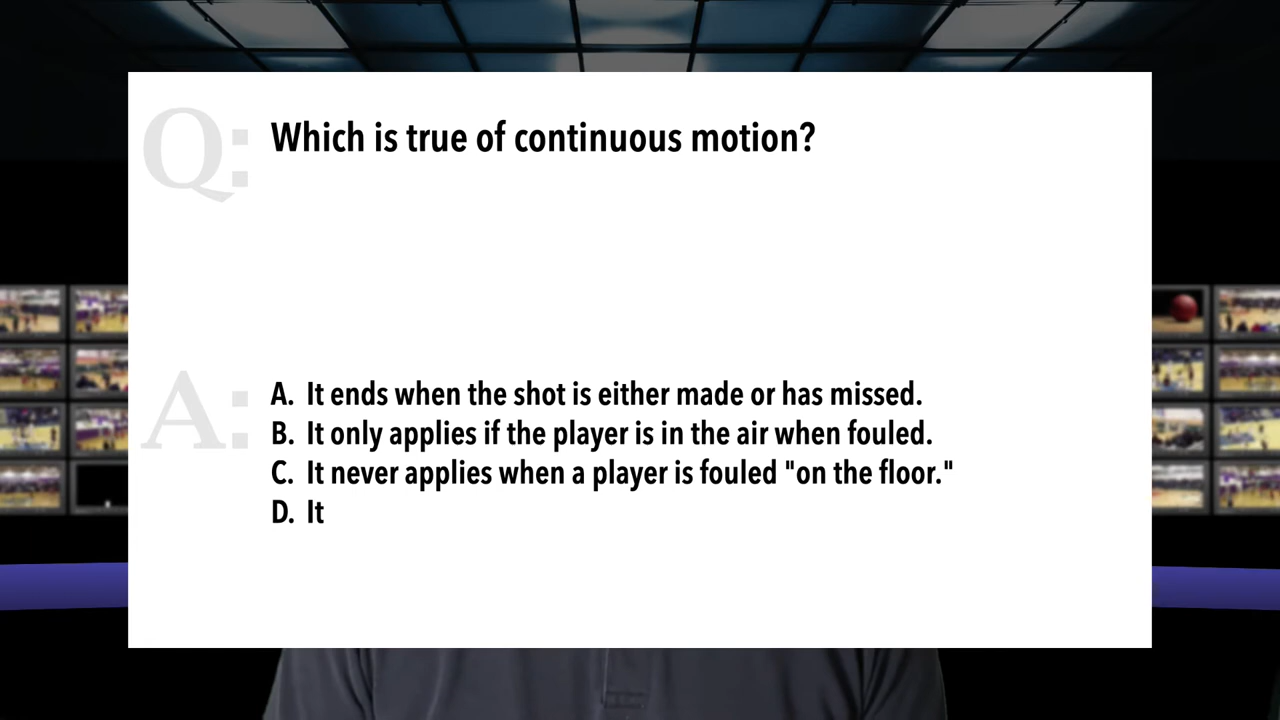 Q: Which is true of continuous motion?
A: A. It ends when the shot is either made or has missed.
B. It only applies if the player is in the air when fouled.
C. It never applies when a player is fouled "on the floor."
D. It